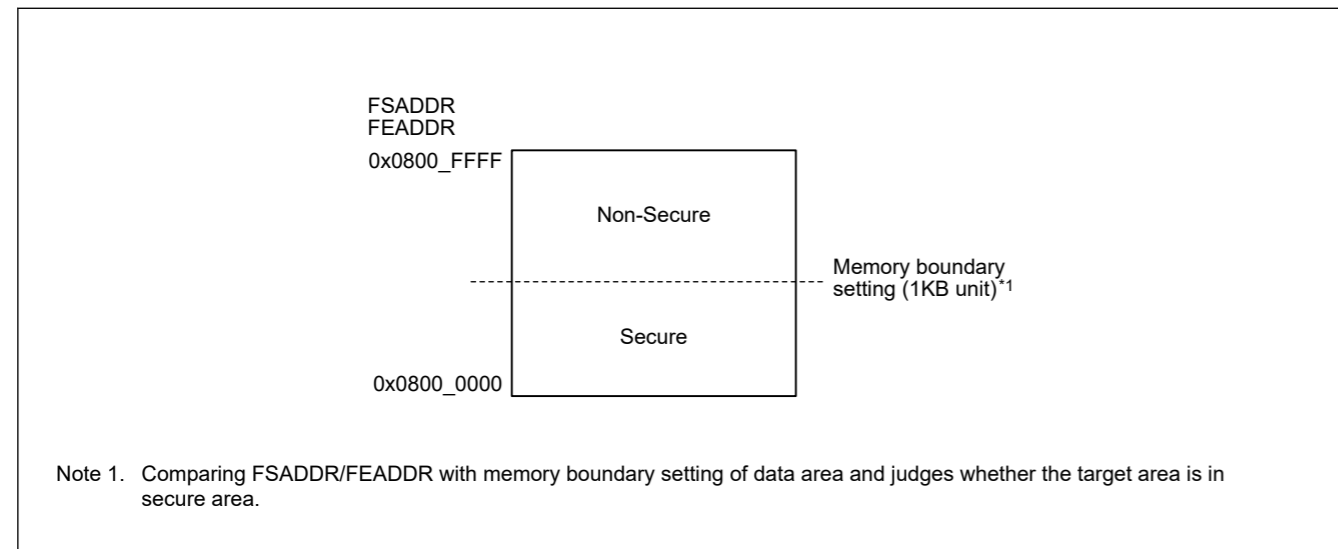 FSADDR
FEADDR
0x0800_FFFF
Non-Secure
Memory boundary
setting (1KB unit)*1
Secure
0x0800_0000
Note 1. Comparing FSADDR/FEADDR with memory boundary setting of data area and judges whether the target area is in
secure area.